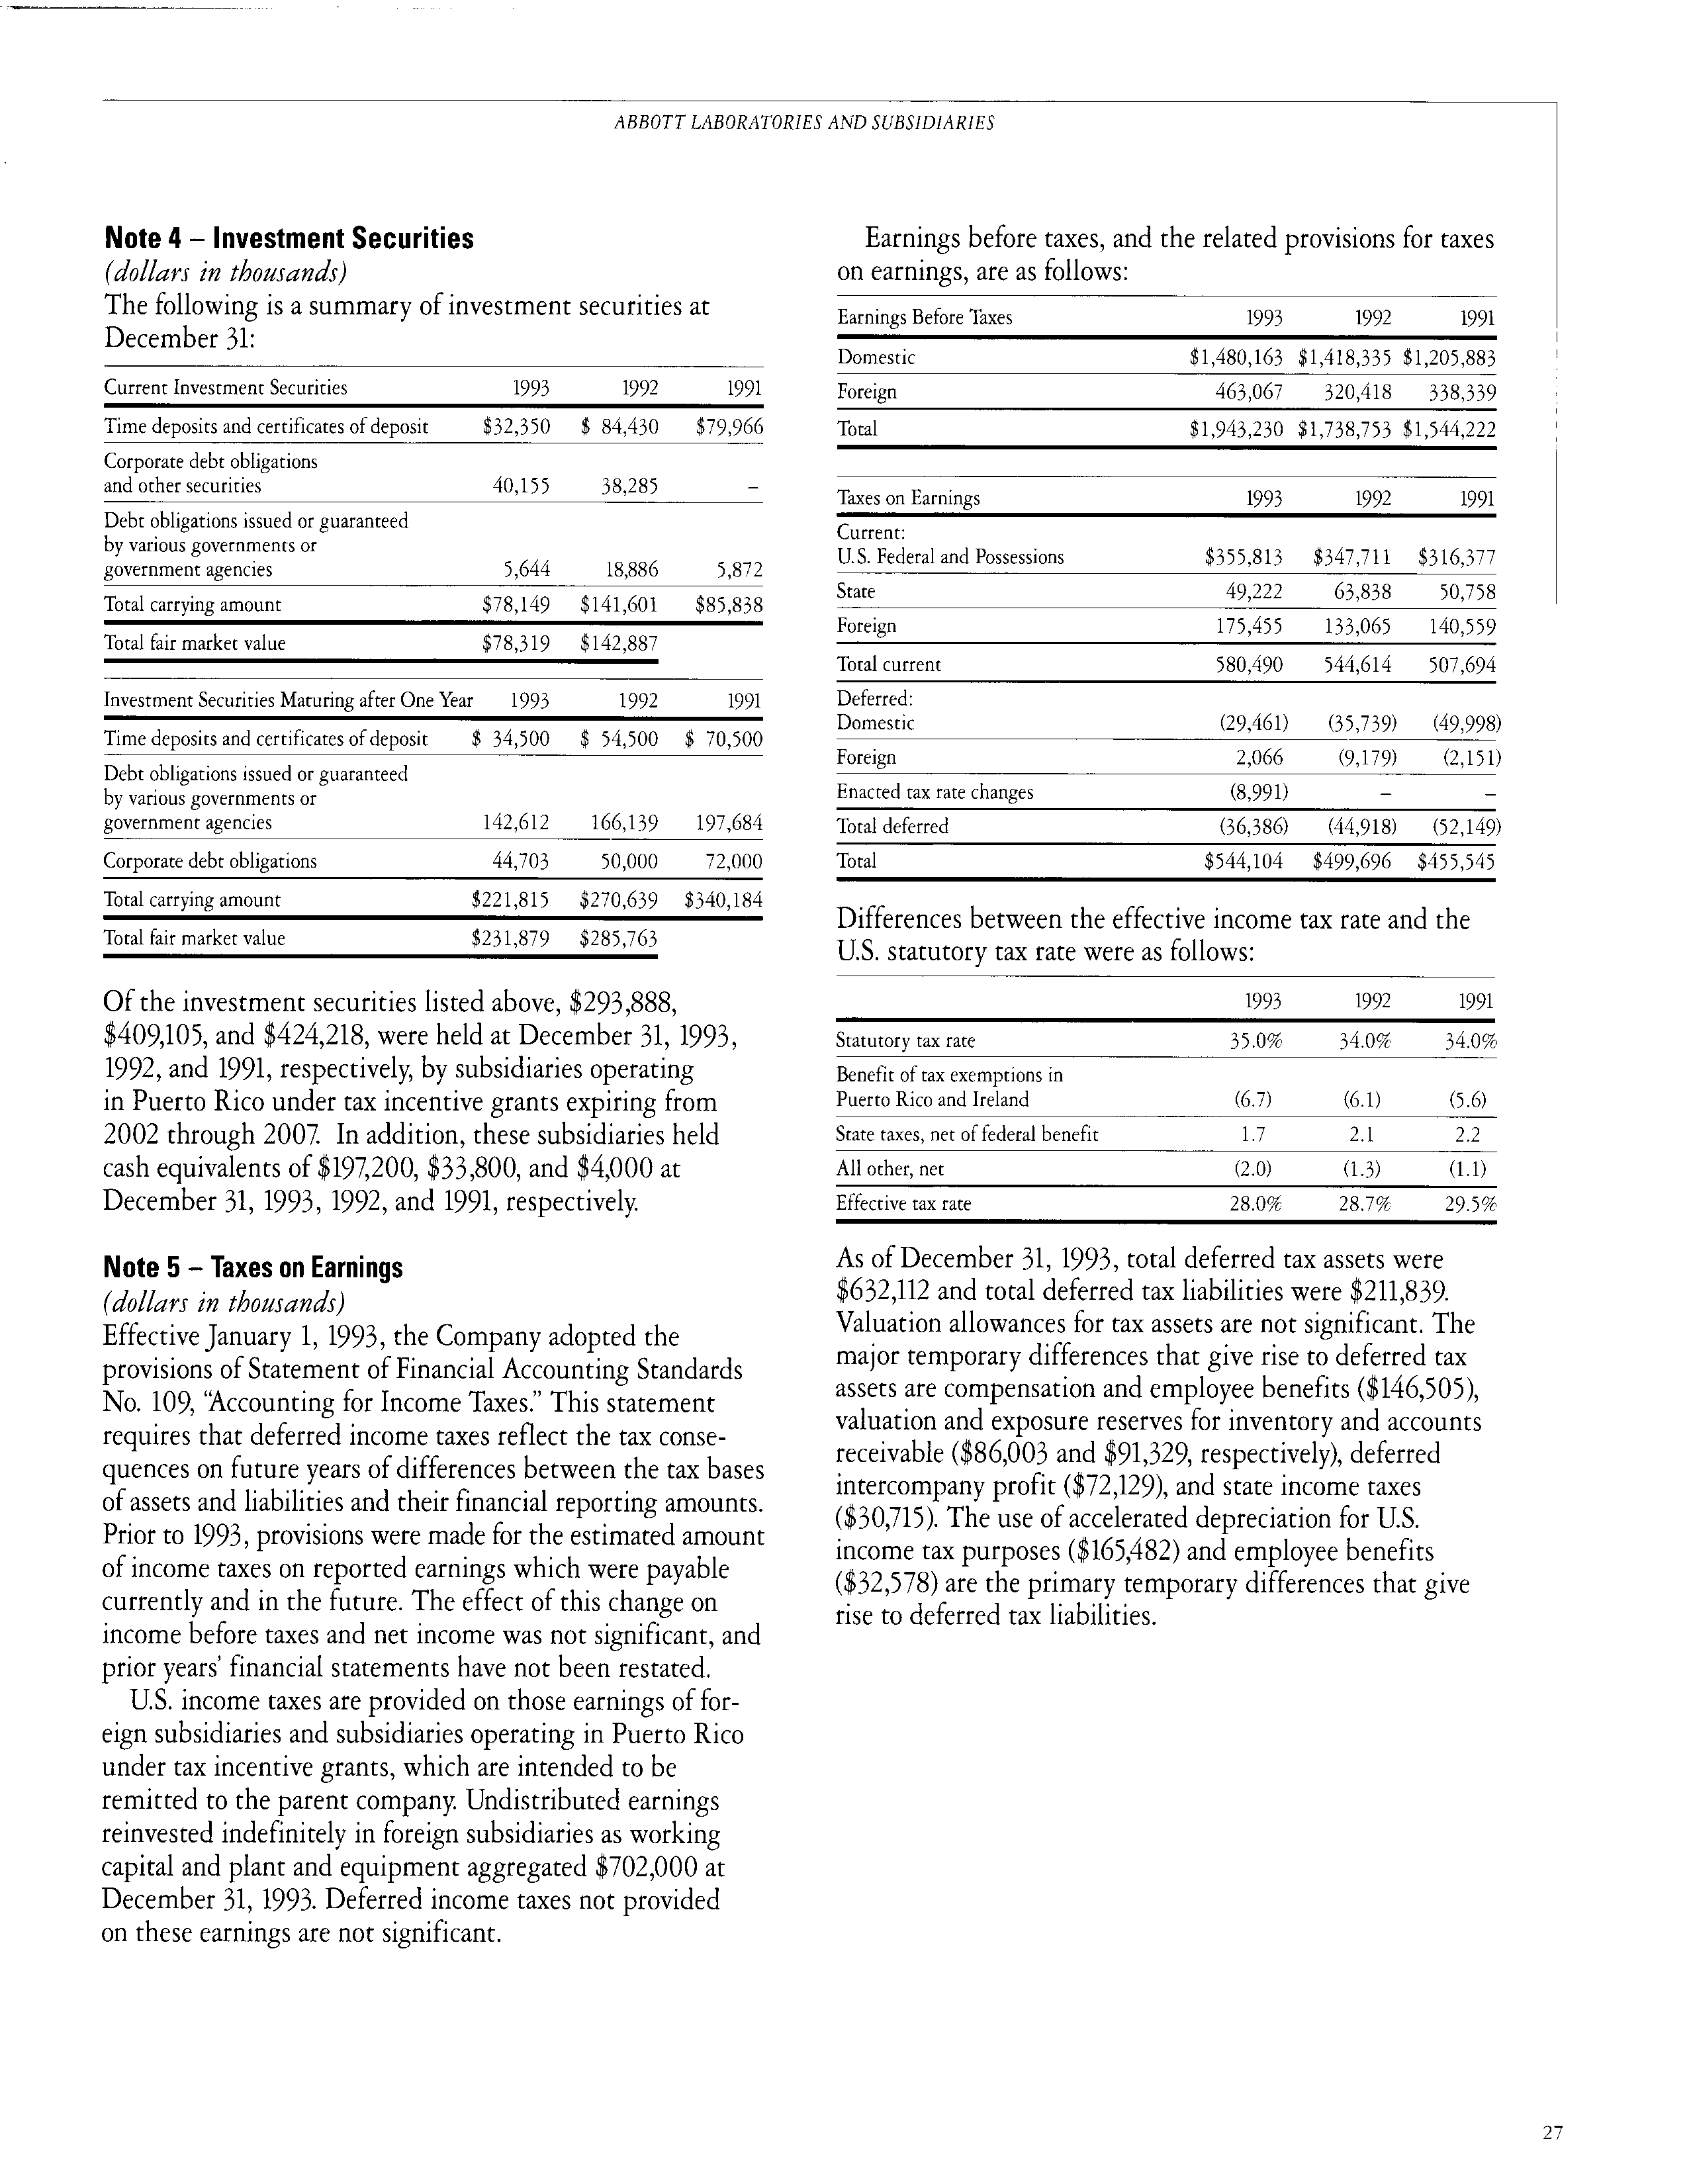 ABBOTT LABORATORIES AND SUBSIDIARIES
Note 4 – Investment Securities
(dollars in thousands)
The following is a summary of investment securities at
December 31:
Current Investment Securities 1993 1992 1991
Time deposits and certificates of deposit $32,350 $ 84,430 $79,966
Corporate debt obligations
and other securities 40,155 38,285 –
Debt obligations issued or guaranteed
by various governments or
government agencies 5,644 18,886 5,872
Total carrying amount $78,149 $141,601 $85,838
Total fair market value $78,319 $142,887
Investment Securities Maturing after One Year 1993 1992 1991
Time deposits and certificates of deposit $ 34,500 $ 54,500 $ 70,500
Debt obligations issued or guaranteed
by various governments or
government agencies 142,612 166,139 197,684
Corporate debt obligations 44,703 50,000 72,000
Total carrying amount $221,815 $270,639 $340,184
Total fair market value $231,879 $285,763
Of the investment securities listed above, $293,888,
$409,105, and $424,218, were held at December 31, 1993,
1992, and 1991, respectively, by subsidiaries operating
in Puerto Rico under tax incentive grants expiring from
2002 through 2007. In addition, these subsidiaries held
cash equivalents of $197,200, $33,800, and $4,000 at
December 31, 1993, 1992, and 1991, respectively.
Note 5 – Taxes on Earnings
(dollars in thousands)
Effective January 1, 1993, the Company adopted the
provisions of Statement of Financial Accounting Standards
No. 109, “Accounting for Income Taxes.” This statement
requires that deferred income taxes reflect the tax conse-
quences on future years of differences between the tax bases
of assets and liabilities and their financial reporting amounts.
Prior to 1993, provisions were made for the estimated amount
of income taxes on reported earnings which were payable
currently and in the future. The effect of this change on
income before taxes and net income was not significant, and
prior years’ financial statements have not been restated.
U.S. income taxes are provided on those earnings of for-
eign subsidiaries and subsidiaries operating in Puerto Rico
under tax incentive grants, which are intended to be
remitted to the parent company. Undistributed earnings
reinvested indefinitely in foreign subsidiaries as working
capital and plant and equipment aggregated $702,000 at
December 31, 1993. Deferred income taxes not provided
on these earnings are not significant.
Earnings before taxes, and the related provisions for taxes
on earnings, are as follows:
Earnings Before Taxes 1993 1992 1991
Domestic $1,480,163 $1,418,335 $1,205,883
Foreign 463,067 320,418 338,339
Total $1,943,230 $1,738,753 $1,544,222
Taxes on Earnings 1993 1992 1991
Current:
U.S. Federal and Possessions $355,813 $347,711 $316,377
State 49,222 63,838 50,758
Foreign 175,455 133,065 140,559
Total current 580,490 544,614 507,694
Deferred:
Domestic (29,461) (35,739) (49,998)
Foreign 2,066 (9,179) (2,151)
Enacted tax rate changes (8,991) – –
Total deferred (36,386) (44,918) (52,149)
Total $544,104 $499,696 $455,545
Differences between the effective income tax rate and the
U.S. statutory tax rate were as follows:
1993 1992 1991
Statutory tax rate 35.0% 34.0% 34.0%
Benefit of tax exemptions in
Puerto Rico and Ireland (6.7) (6.1) (5.6)
State taxes, net of federal benefit 1.7 2.1 2.2
All other, net (2.0) (1.3) (1.1)
Effective tax rate 28.0% 28.7% 29.5%
As of December 31, 1993, total deferred tax assets were
$632,112 and total deferred tax liabilities were $211,839.
Valuation allowances for tax assets are not significant. The
major temporary differences that give rise to deferred tax
assets are compensation and employee benefits ($146,505),
valuation and exposure reserves for inventory and accounts
receivable ($86,003 and $91,329, respectively), deferred
intercompany profit ($72,129), and state income taxes
($30,715). The use of accelerated depreciation for U.S.
income tax purposes ($165,482) and employee benefits
($32,578) are the primary temporary differences that give
rise to deferred tax liabilities.
27